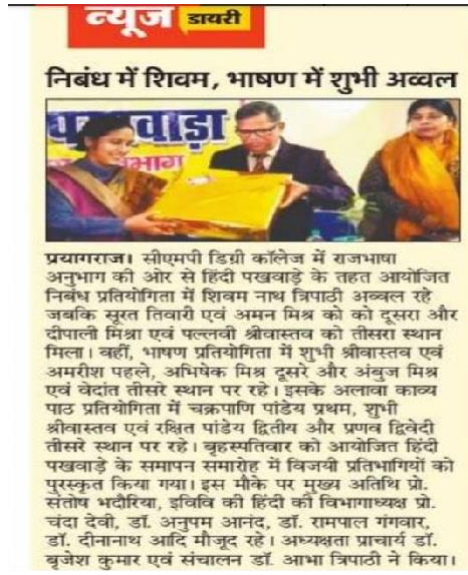 न्यूज डायरी
निबंध में शिवम, भाषण में शुभी अव्वल
पखवाड़ा
भाग
प्रयागराज। सीएमपी डिग्री कॉलेज में राजभाषा
अनुभाग की ओर से हिंदी पखवाड़े के तहत आयोजित
निबंध प्रतियोगिता में शिवम नाथ त्रिपाठी अव्वल रहे
जबकि सूरत तिवारी एवं अमन मिश्र को को दूसरा और
दीपाली मिश्रा एवं पल्लवी श्रीवास्तव को तीसरा स्थान
मिला। वहीं, भाषण प्रतियोगिता में शुभी श्रीवास्तव एवं
अमरीश पहले, अभिषेक मिश्र दूसरे और अंबुज मिश्र
एवं वेदांत तीसरे स्थान पर रहे। इसके अलावा काव्य
पाठ प्रतियोगिता में चक्रपाणि पांडेय प्रथम, शुभी
श्रीवास्तव एवं रक्षित पांडेय द्वितीय और प्रणव द्विवेदी
तीसरे स्थान पर रहे। बृहस्पतिवार को आयोजित हिंदी
पखवाड़े के समापन समारोह में विजयी प्रतिभागियों को
पुरस्कृत किया गया। इस मौके पर मुख्य अतिथि प्रो.
संतोष भदौरिया, इविवि की हिंदी की विभागाध्यक्ष प्रो.
चंदा देवी, डॉ. अनुपम आनंद, डॉ. रामपाल गंगवार,
डॉ. दीनानाथ आदि मौजूद रहे। अध्यक्षता प्राचार्य डॉ.
बृजेश कुमार एवं संचालन डॉ. आभा त्रिपाठी ने किया।